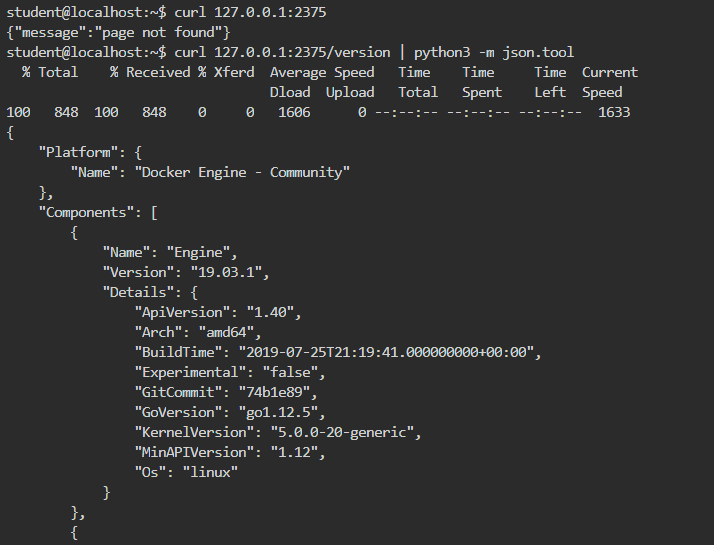 student@localhost:~$ curl 127.0.0.1:2375
{"message":"page not found"}
student@localhost:~$ curl 127.0.0.1:2375/version | python3 -m json.tool
  % Total    % Received % Xferd  Average Speed   Time    Time     Time  Current
                                 Dload  Upload   Total   Spent    Left  Speed
100   848  100   848    0     0   1606      0 --:--:-- --:--:-- --:--:--  1633
{
    "Platform": {
        "Name": "Docker Engine - Community"
    },
    "Components": [
        {
            "Name": "Engine",
            "Version": "19.03.1",
            "Details": {
                "ApiVersion": "1.40",
                "Arch": "amd64",
                "BuildTime": "2019-07-25T21:19:41.000000000+00:00",
                "Experimental": "false",
                "GitCommit": "74b1e89",
                "GoVersion": "go1.12.5",
                "KernelVersion": "5.0.0-20-generic",
                "MinAPIVersion": "1.12",
                "Os": "linux"
            }
        },
        {